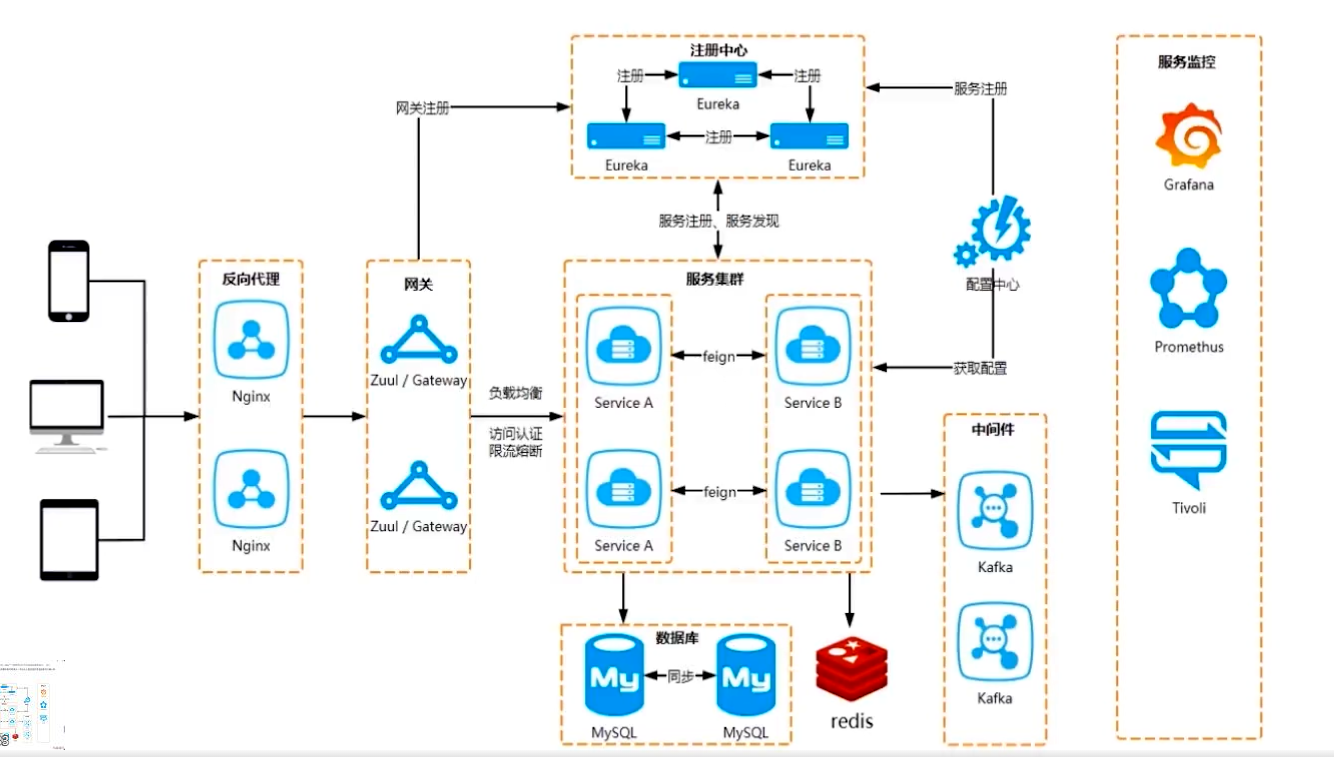 注册中心
注册
注册
Eureka
注册
Eureka
Eureka
网关注册
服务注册
服务注册、服务发现
配置中心
获取配置
反向代理
Nginx
Nginx
网关
Zuul / Gateway
Zuul / Gateway
负载均衡
访问认证
限流熔断
服务集群
feign
Service A
Service B
feign
Service A
Service B
中间件
Kafka
Kafka
数据库
My
同步
My
MySQL
MySQL
redis
服务监控
Grafana
Promethus
Tivoli